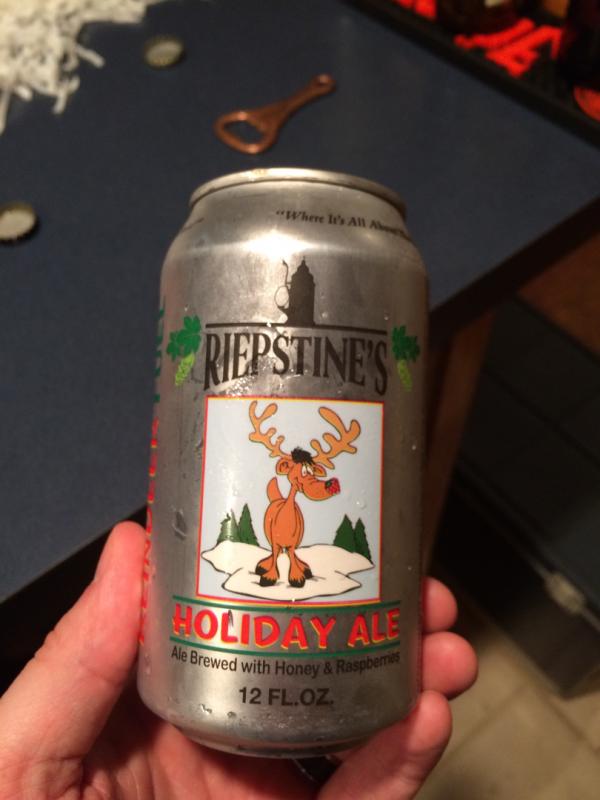 "Where It's All About
RIEPSTINE'S
HOLIDAY ALE
Ale Brewed with Honey & Raspberries
12 FL.OZ.